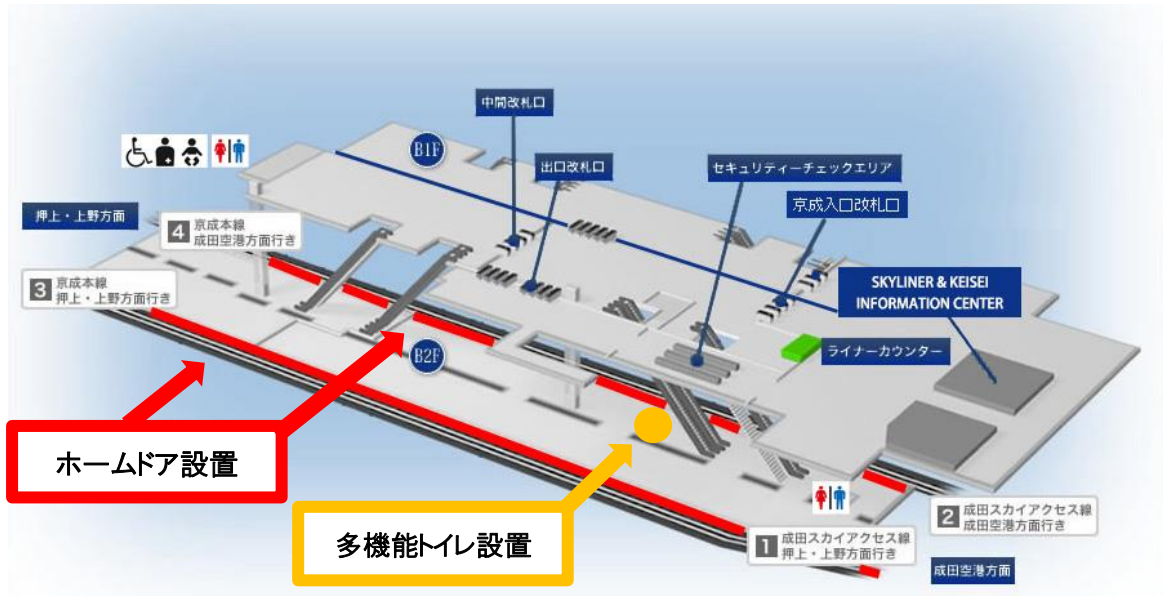 中間改札口
B1F
出口改札口
セキュリティーチェックエリア
京成入口改札口
押上・上野方面
4 京成本線
成田空港方面行き
3 京成本線
押上・上野方面行き
SKYLINER & KEISEI
INFORMATION CENTER
B2F
ライナーカウンター
ホームドア設置
多機能トイレ設置
2 成田スカイアクセス線
成田空港方面行き
1 成田スカイアクセス線
押上・上野方面行き
成田空港方面